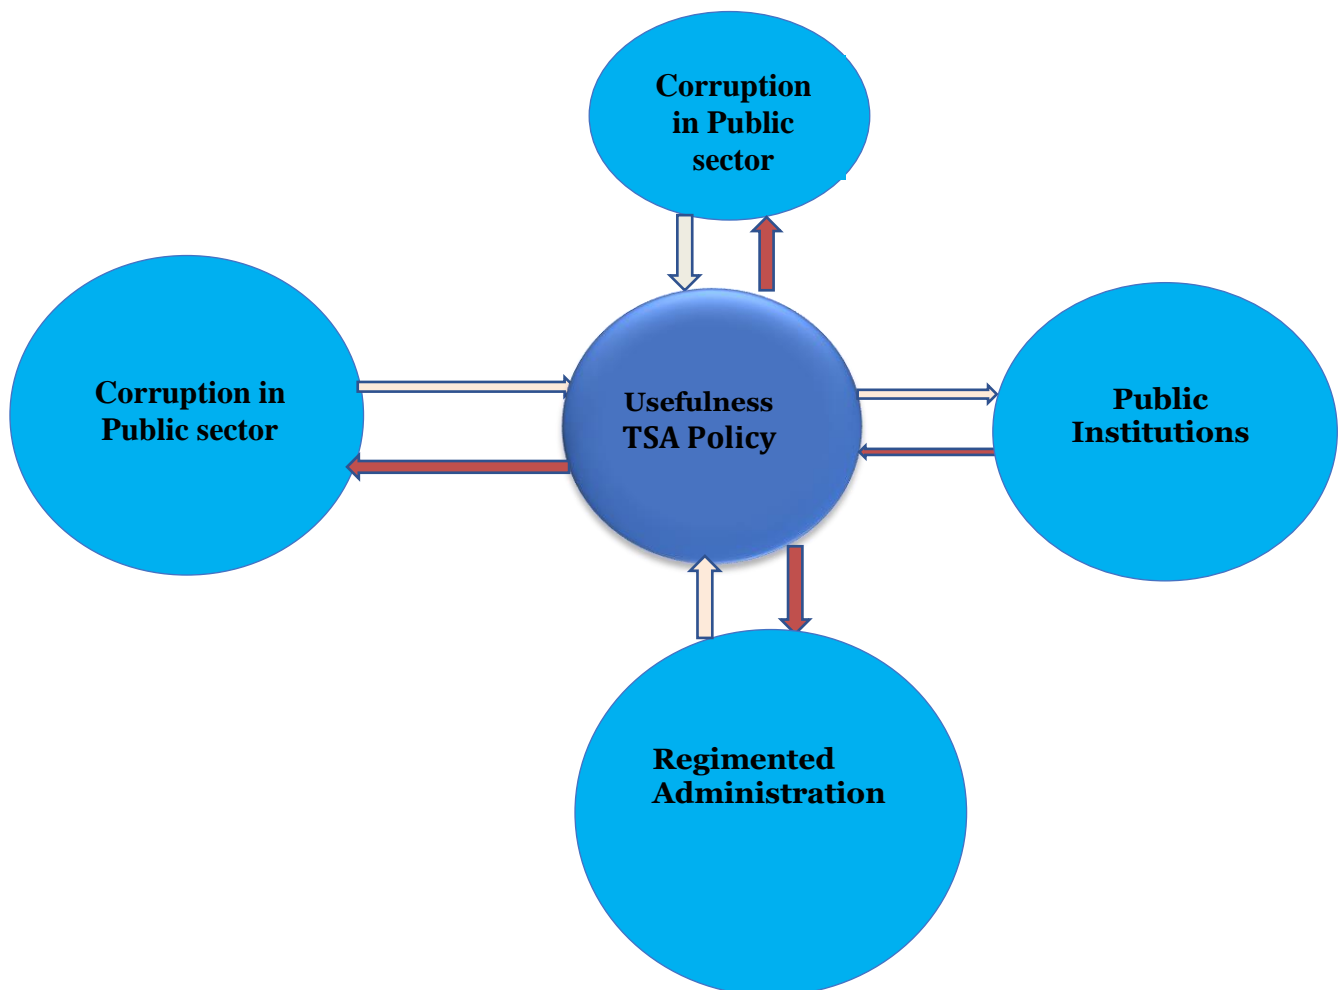 Corruption
in Public
sector
Corruption in
Public sector
Usefulness
TSA Policy
Public
Institutions
Regimented
Administration